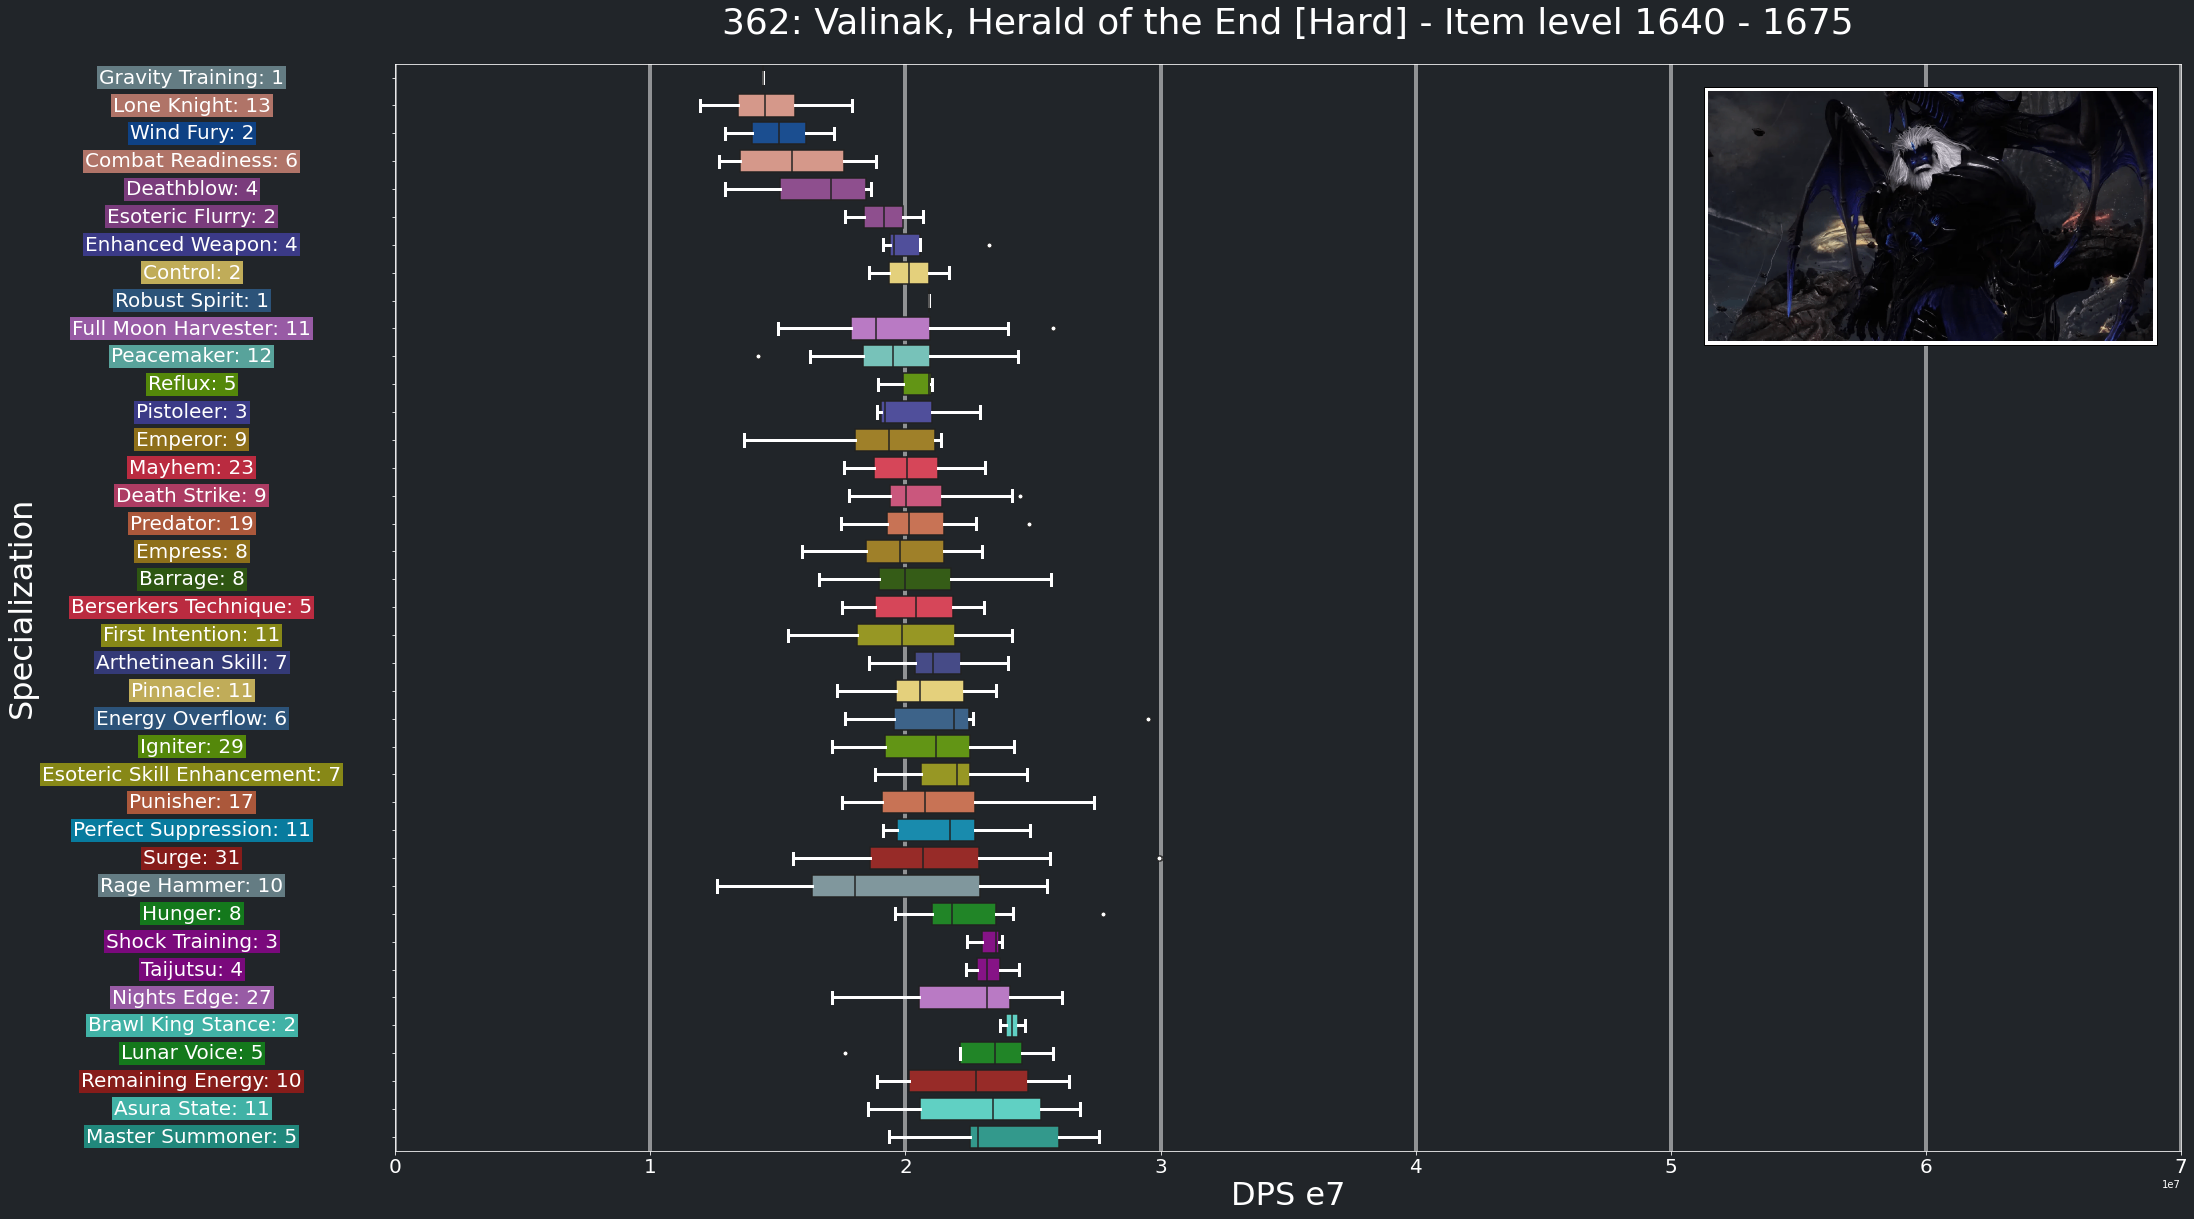 362: Valinak, Herald of the End [Hard] - Item level 1640 - 1675
Specialization
Gravity Training: 1
Lone Knight: 13
Wind Fury: 2
Combat Readiness: 6
Deathblow: 4
Esoteric Flurry: 2
Enhanced Weapon: 4
Control: 2
Robust Spirit: 1
Full Moon Harvester: 11
Peacemaker: 12
Reflux: 5
Pistoleer: 3
Emperor: 9
Mayhem: 23
Death Strike: 9
Predator: 19
Empress: 8
Barrage: 8
Berserkers Technique: 5
First Intention: 11
Arthetinean Skill: 7
Pinnacle: 11
Energy Overflow: 6
Igniter: 29
Esoteric Skill Enhancement: 7
Punisher: 17
Perfect Suppression: 11
Surge: 31
Rage Hammer: 10
Hunger: 8
Shock Training: 3
Taijutsu: 4
Nights Edge: 27
Brawl King Stance: 2
Lunar Voice: 5
Remaining Energy: 10
Asura State: 11
Master Summoner: 5
0 1 2 3 4 5 6 7
1e7
DPS e7